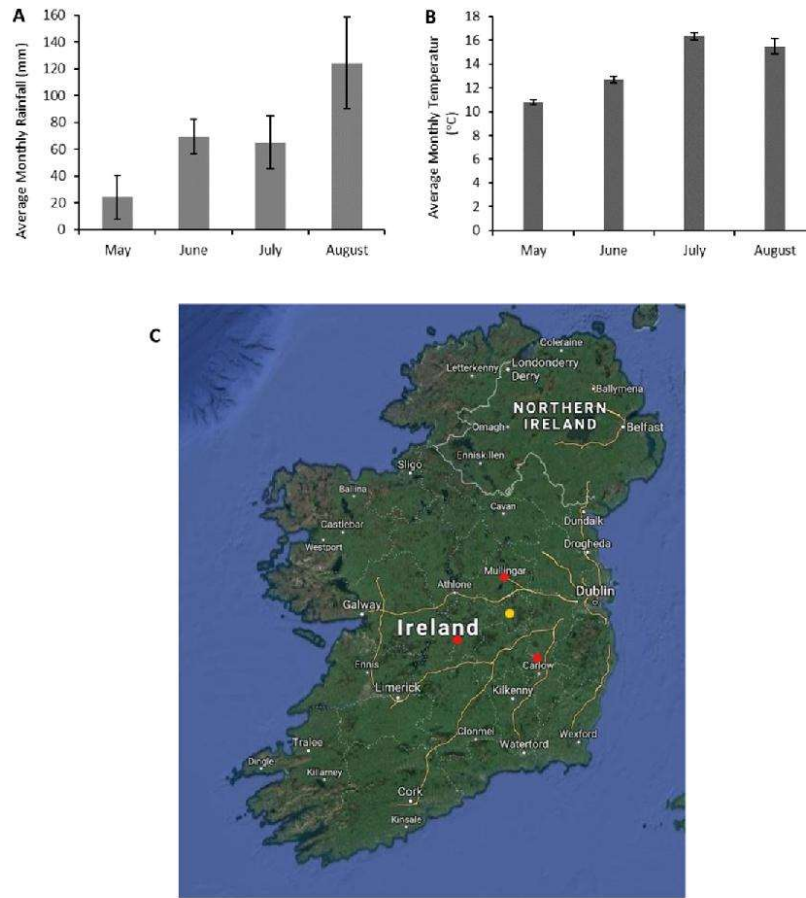 A
Average Monthly Rainfall (mm)
160
140
120
100
80
60
40
20
0
May June July August
B
Average Monthly Temperatur
(°C)
18
16
14
12
10
8
6
4
2
0
May June July August
C
Coleraine
Londonderry
Derry
Letterkenny
Ballymena
NORTHERN
IRELAND
Omagh
Belfast
Enniskillen
Sligo
Ballina
Cavan
Dundalk
Castlebar
Westport
Drogheda
Mullingar
Athlone
Dublin
Galway
Ireland
Ennis
Carlow
Limerick
Kilkenny
Clonmel
Wexford
Waterford
Tralee
Dingle
Killarney
Cork
Kinsale